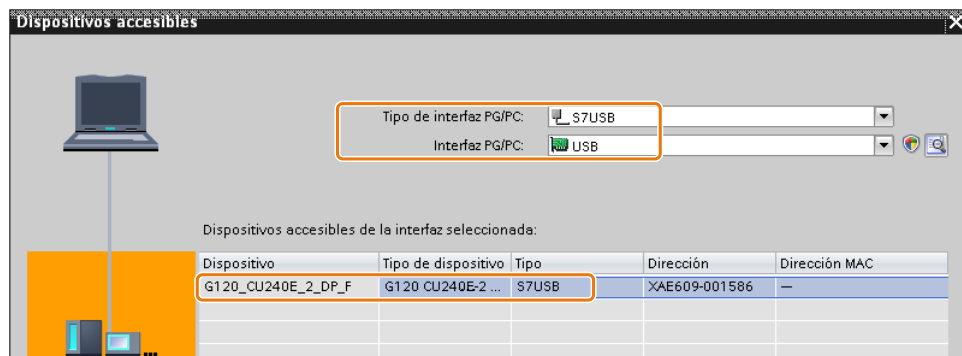 Dispositivos accesibles
Tipo de interfaz PG/PC: S7USB
Interfaz PG/PC: USB
Dispositivos accesibles de la interfaz seleccionada:
Dispositivo Tipo de dispositivo Tipo Dirección Dirección MAC
G120_CU240E_2_DP_F G120 CU240E-2 ... S7USB XAE609-001586 —